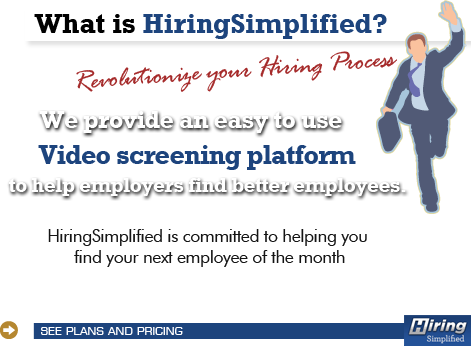 What is HiringSimplified?
Revolutionize your Hiring Process
We provide an easy to use
Video screening platform
to help employers find better employees.
HiringSimplified is committed to helping you
find your next employee of the month
SEE PLANS AND PRICING
Hiring
Simplified